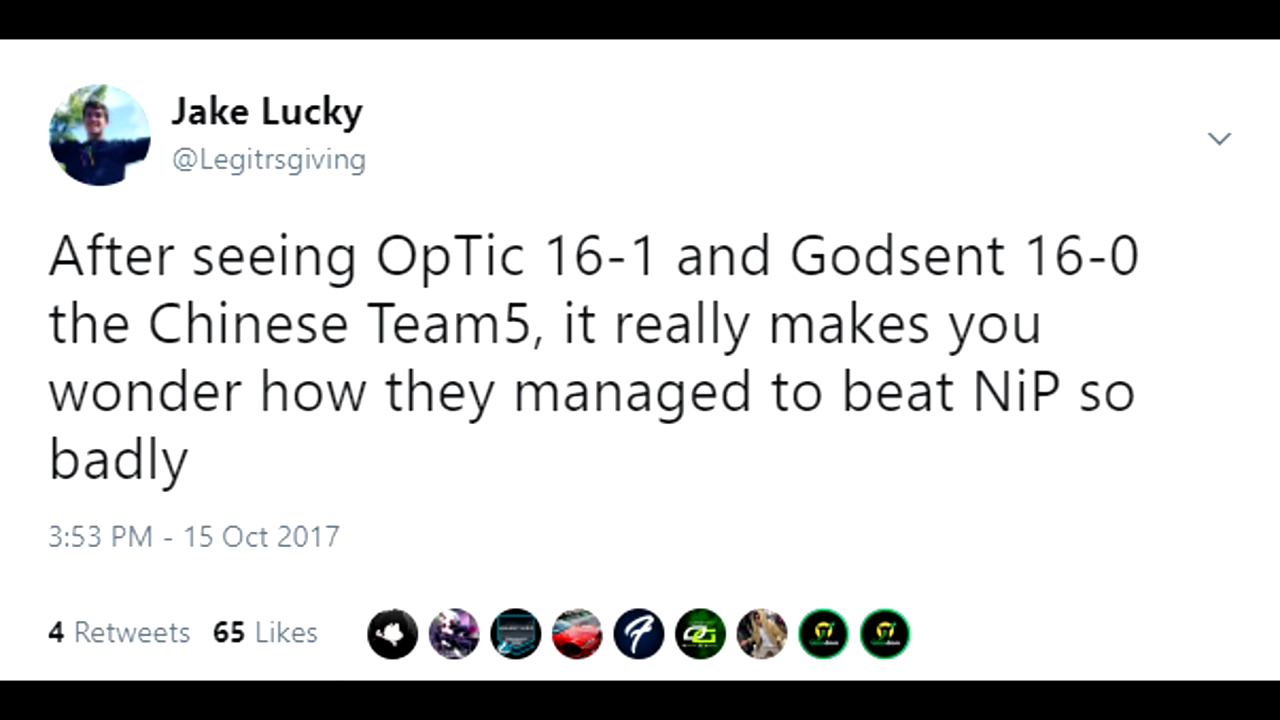 Jake Lucky
@Legitrsgiving
After seeing OpTic 16-1 and Godsent 16-0
the Chinese Team5, it really makes you
wonder how they managed to beat NiP so
badly
3:53 PM - 15 Oct 2017
4 Retweets 65 Likes